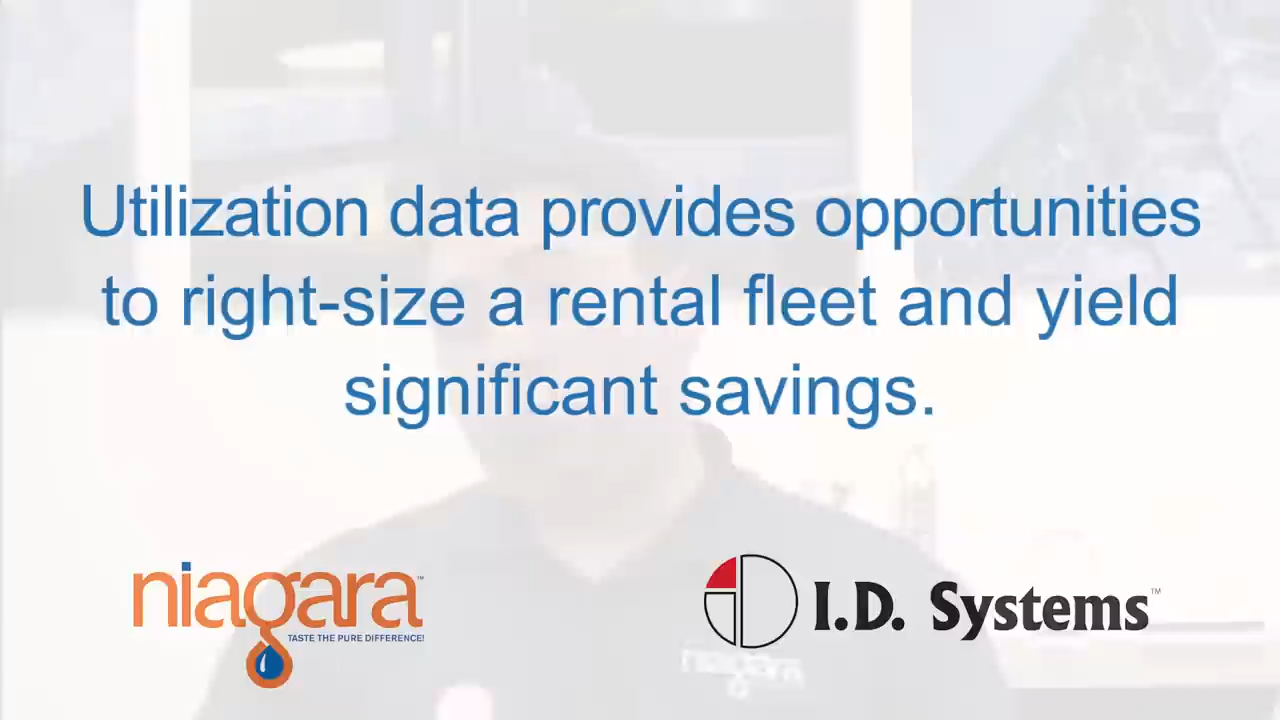 Utilization data provides opportunities
to right-size a rental fleet and yield
significant savings.
niagara™
TASTE THE PURE DIFFERENCE!
I.D. Systems™
niagara